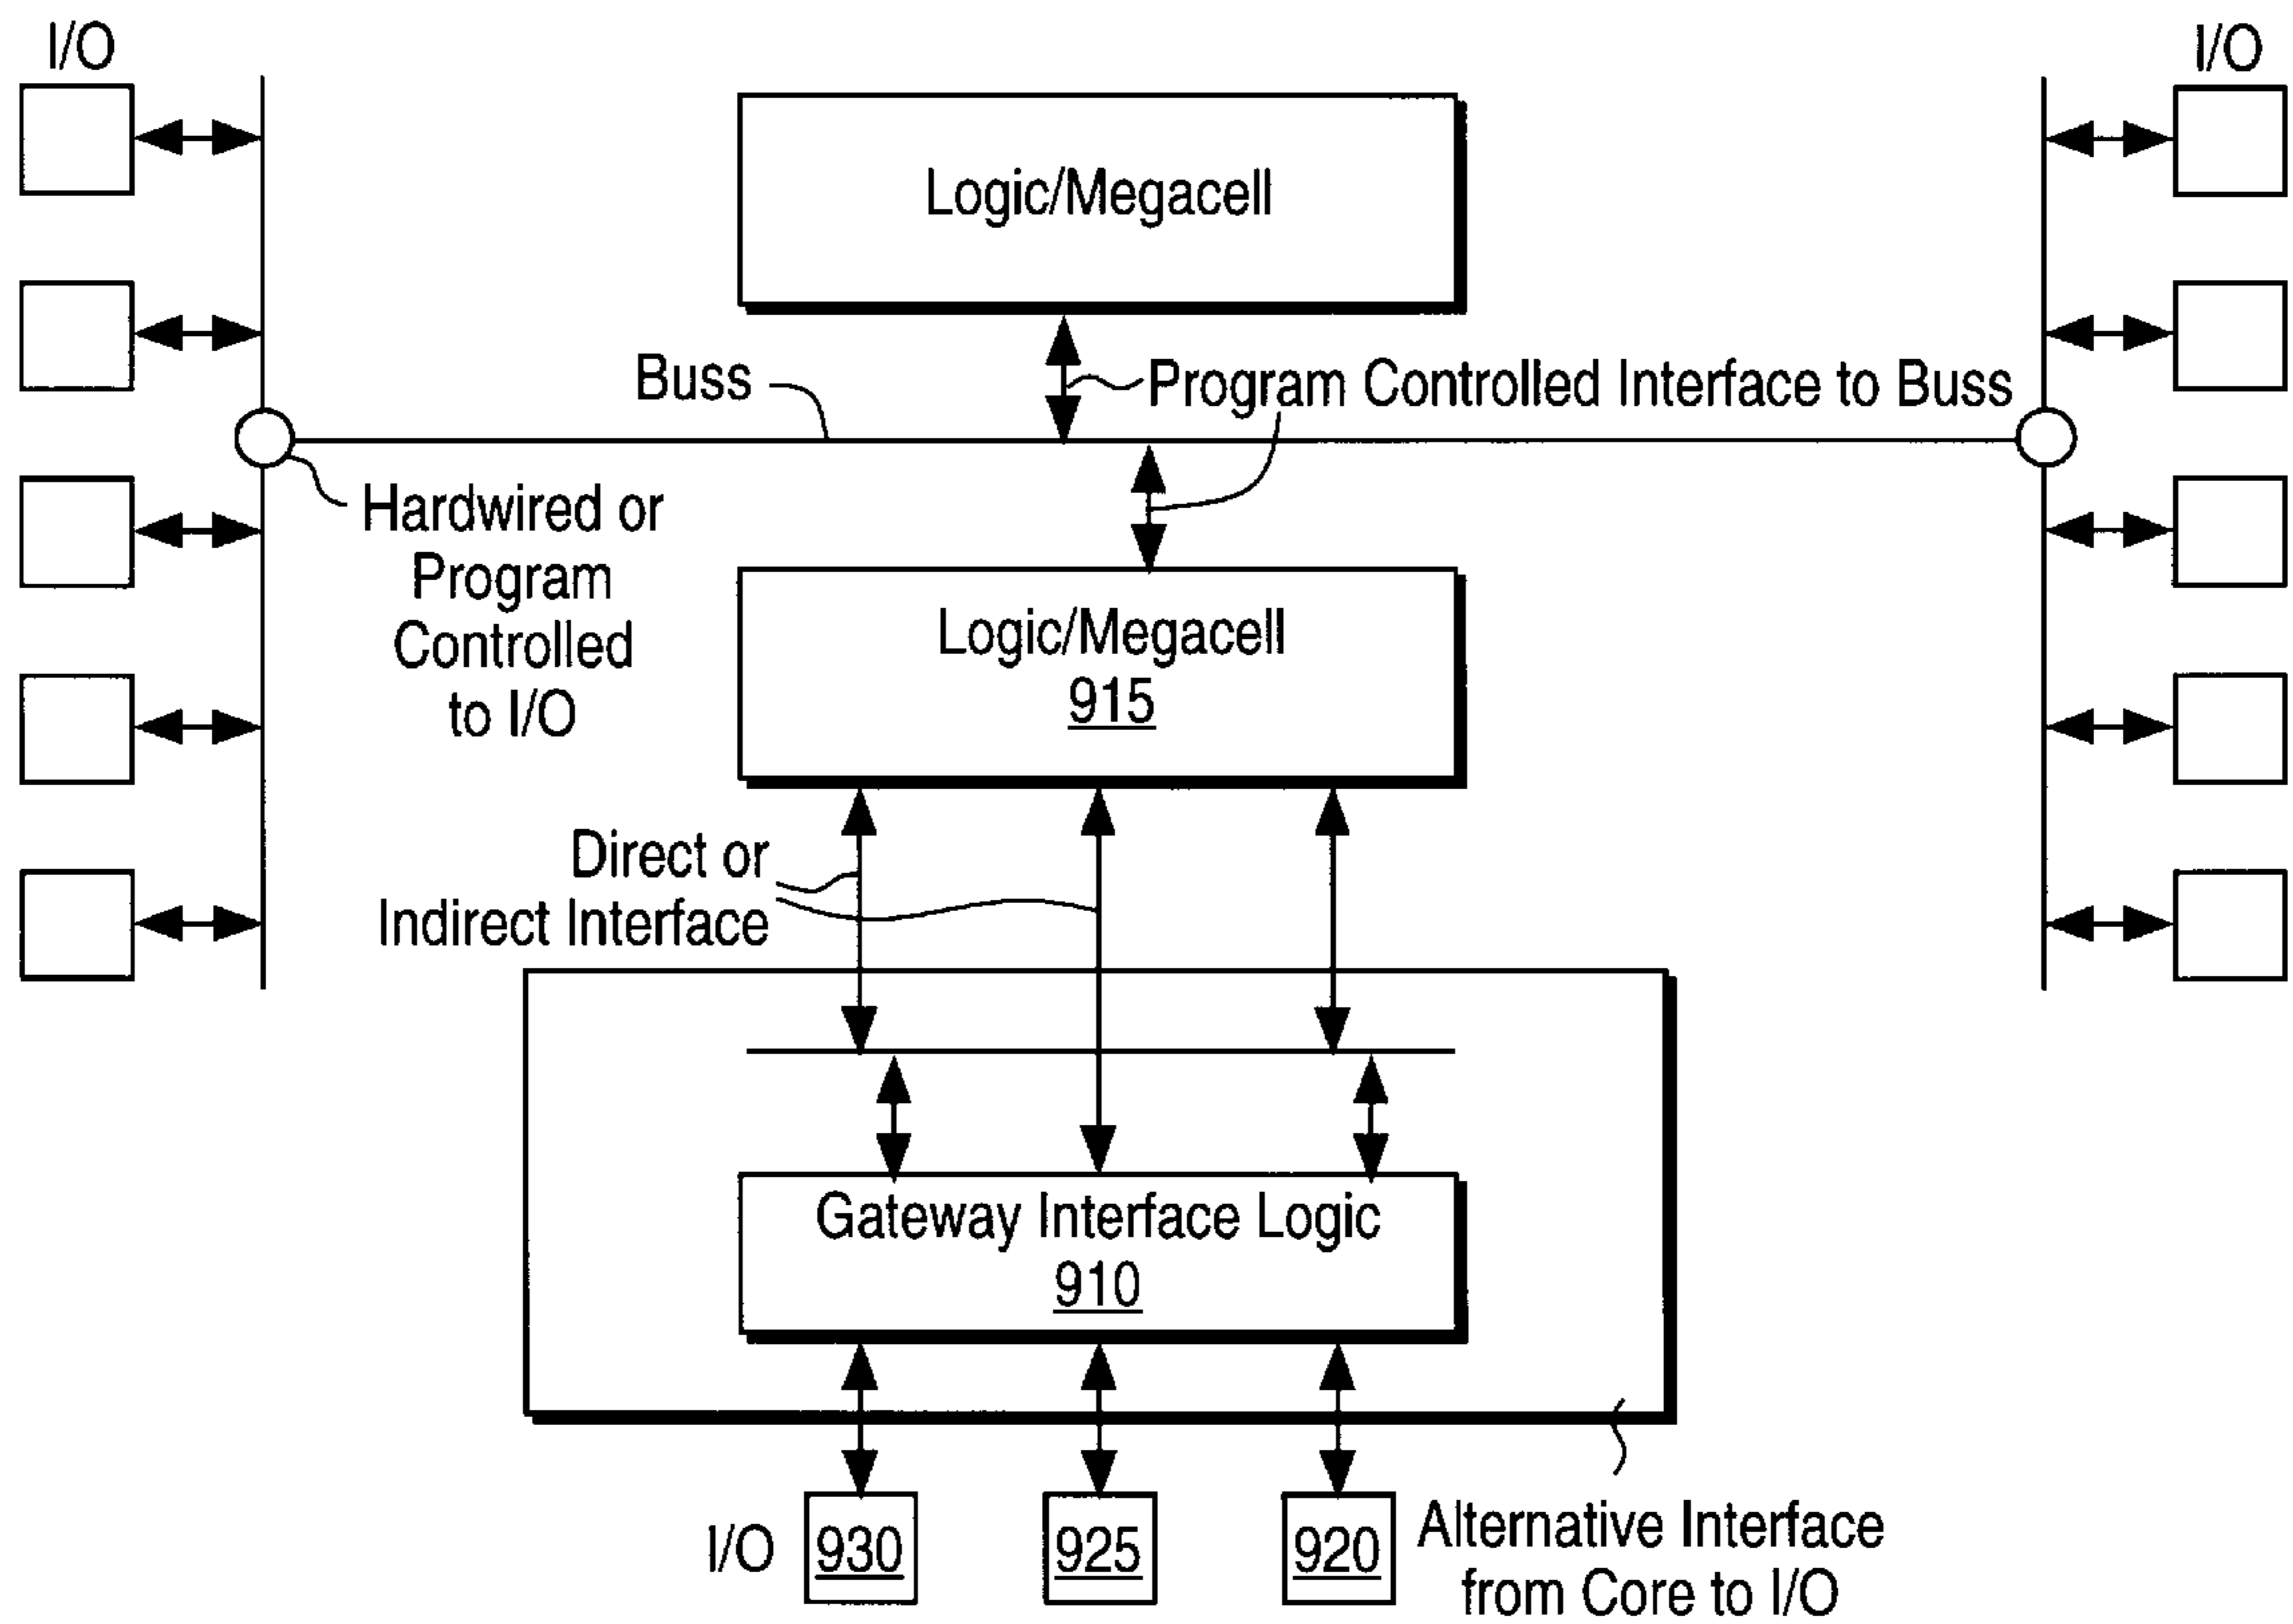 I/O
I/O
Logic/Megacell
Buss
Program Controlled Interface to Buss
Hardwired or
Program
Controlled
to I/O
Logic/Megacell
915
Direct or
Indirect Interface
Gateway Interface Logic
910
I/O
930
925
920
Alternative Interface
from Core to I/O